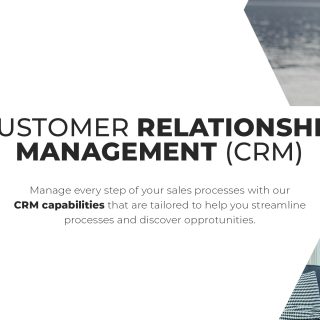 USTOMER RELATIONSHI
MANAGEMENT (CRM)
Manage every step of your sales processes with our
CRM capabilities that are tailored to help you streamline
processes and discover opprotunities.